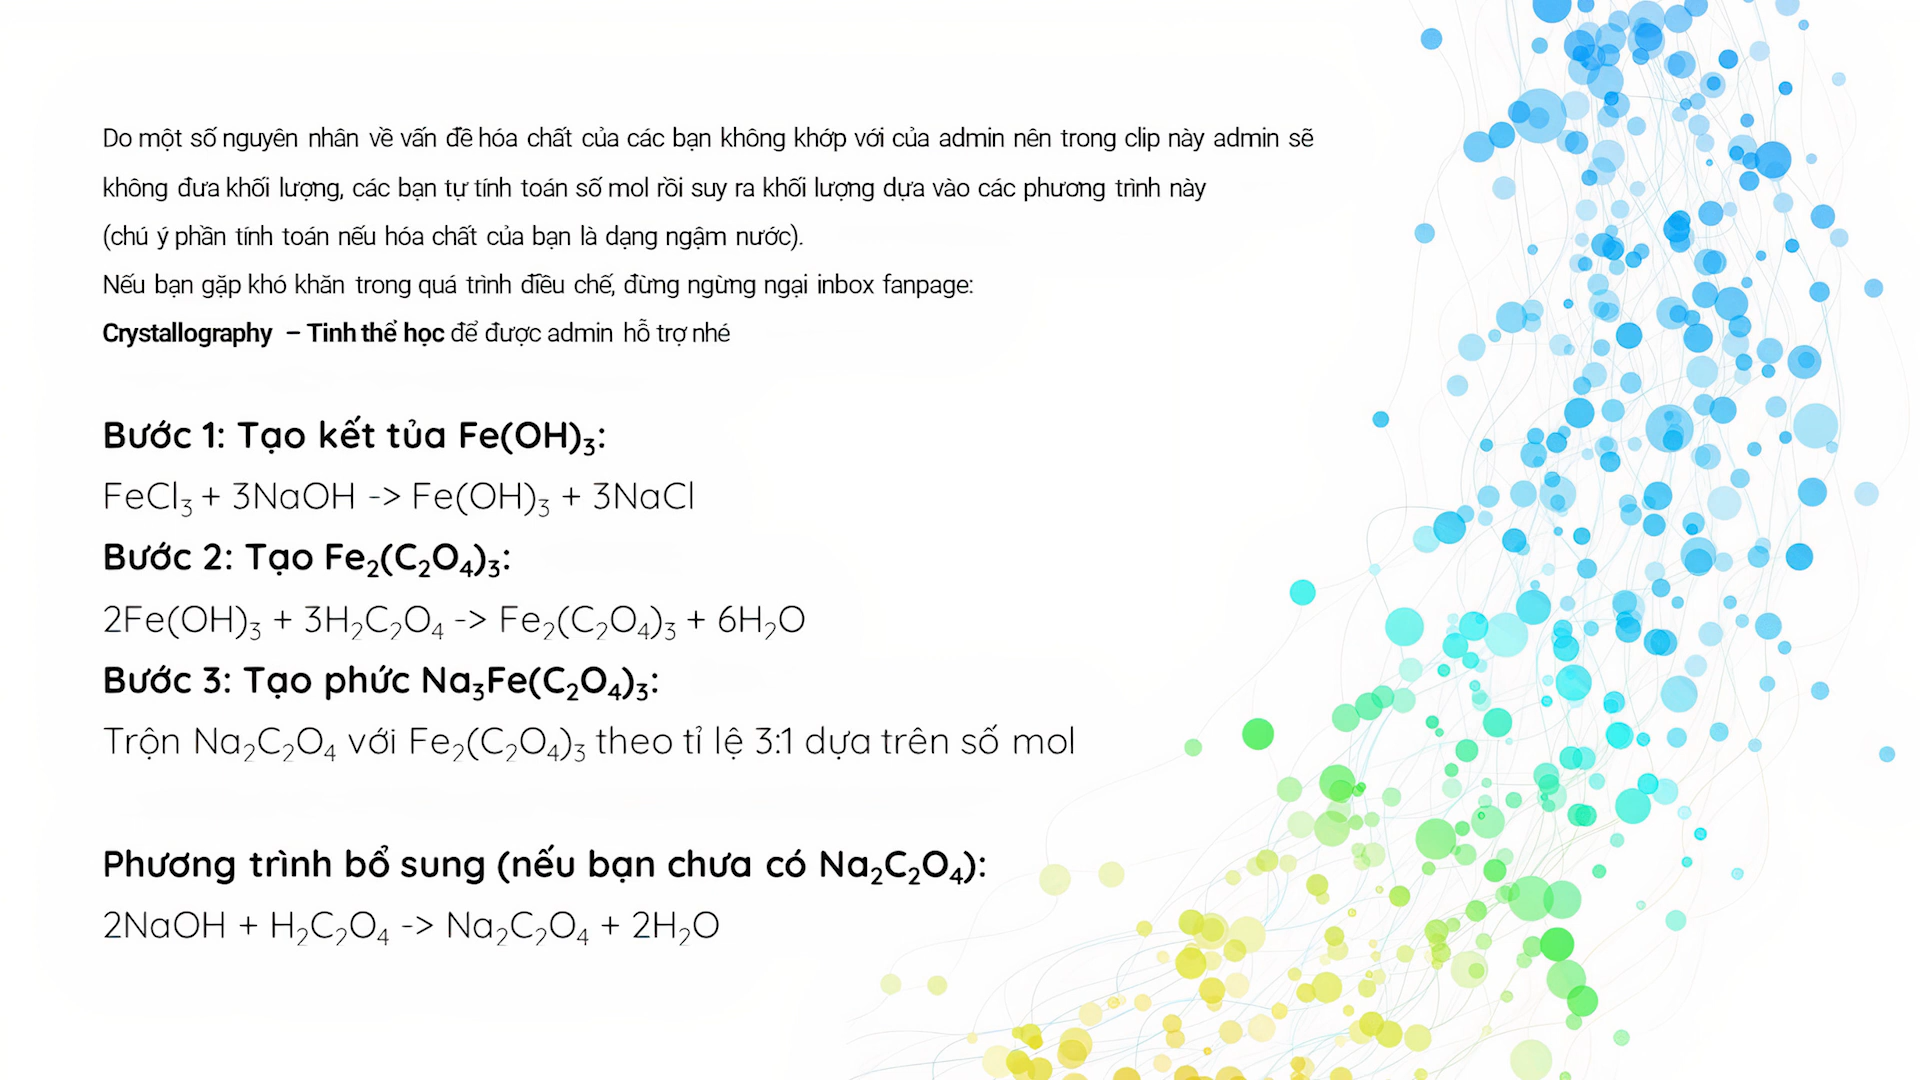 Do một số nguyên nhân về vấn đề hóa chất của các bạn không khớp với của admin nên trong clip này admin sẽ
không đưa khối lượng, các bạn tự tính toán số mol rồi suy ra khối lượng dựa vào các phương trình này
(chú ý phần tính toán nếu hóa chất của bạn là dạng ngậm nước).
Nếu bạn gặp khó khăn trong quá trình điều chế, đừng ngừng ngại inbox fanpage:
Crystallography – Tinh thể học để được admin hỗ trợ nhé
Bước 1: Tạo kết tủa Fe(OH)₃:
FeCl₃ + 3NaOH -> Fe(OH)₃ + 3NaCl
Bước 2: Tạo Fe₂(C₂O₄)₃:
2Fe(OH)₃ + 3H₂C₂O₄ -> Fe₂(C₂O₄)₃ + 6H₂O
Bước 3: Tạo phức Na₃Fe(C₂O₄)₃:
Trộn Na₂C₂O₄ với Fe₂(C₂O₄)₃ theo tỉ lệ 3:1 dựa trên số mol
Phương trình bổ sung (nếu bạn chưa có Na₂C₂O₄):
2NaOH + H₂C₂O₄ -> Na₂C₂O₄ + 2H₂O